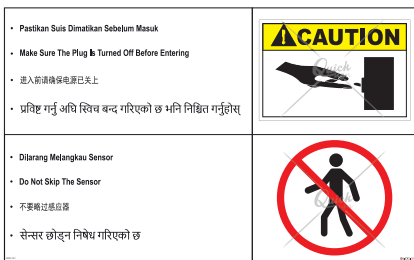 • Pastikan Suis Dimatikan Sebelum Masuk
• Make Sure The Plug Is Turned Off Before Entering
• 进入前请确保电源已关上
• प्रविष्ट गर्नु अघि स्विच बन्द गरिएको छ भनि निश्चित गर्नुहोस्
CAUTION
Quick
• Dilarang Melangkau Sensor
• Do Not Skip The Sensor
• 不要略过感应器
• सेन्सर छोड्न निषेध गरिएको छ
Quick